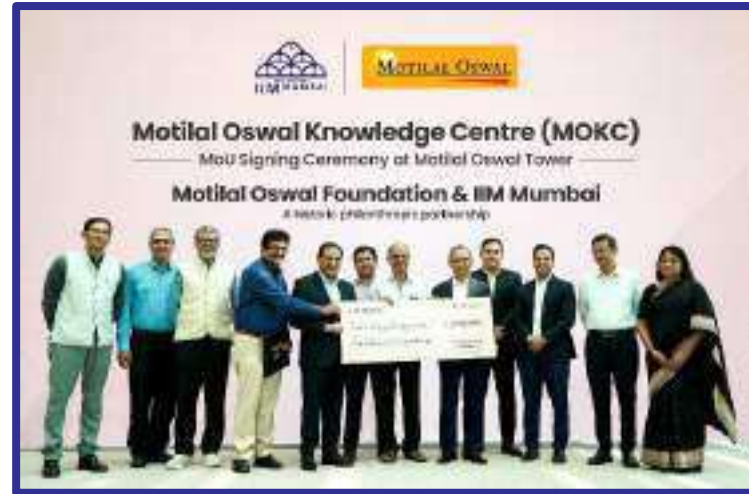 IIM MUMBAI
MOTILAL OSWAL
Motilal Oswal Knowledge Centre (MOKC)
MoU Signing Ceremony at Motilal Oswal Tower
Motilal Oswal Foundation & IIM Mumbai
A historic philanthropic partnership